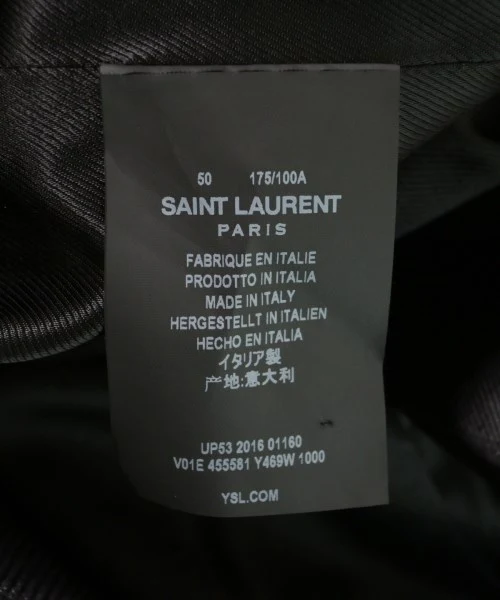 50 175/100A
SAINT LAURENT
PARIS
FABRIQUE EN ITALIE
PRODOTTO IN ITALIA
MADE IN ITALY
HERGESTELLT IN ITALIEN
HECHO EN ITALIA
イタリア製
产地:意大利
UP53 2016 01160
V01E 455581 Y469W 1000
YSL.COM